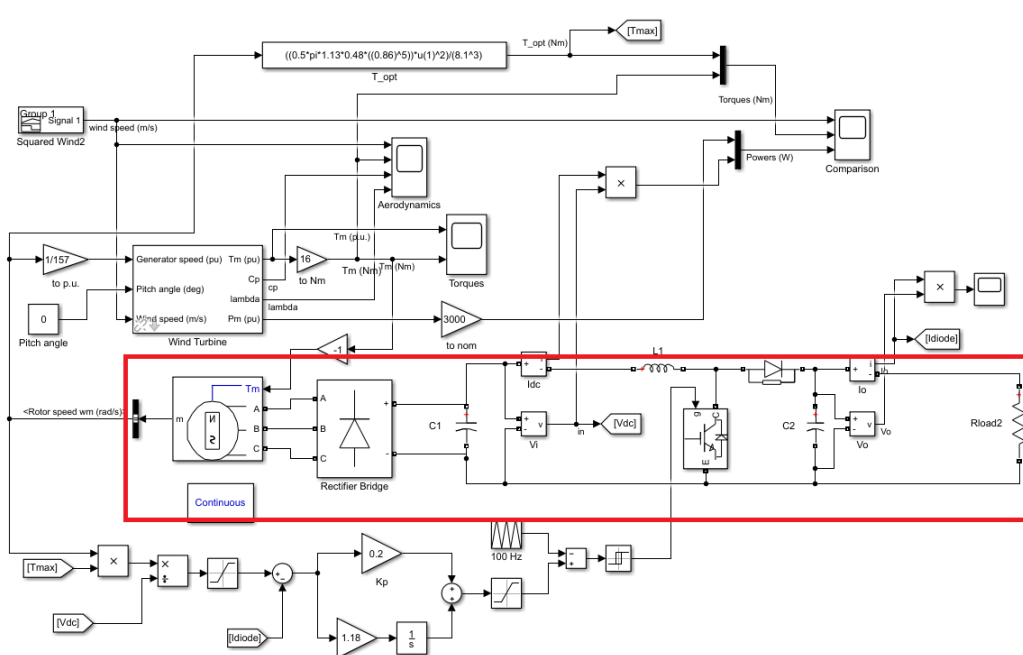 T_opt (Nm)
[Tmax]
((0.5*pi*1.13*0.48*((0.86)^5))*u(1)^2)/(8.1^3)
T_opt
Torques (Nm)
Group 1
Signal 1
wind speed (m/s)
Squared Wind2
Powers (W)
Comparison
×
Aerodynamics
Tm (p.u.)
1/157
to p.u.
Generator speed (pu)
Tm (pu)
16
to Nm
Tm (Nm)
Tm (Nm)
Torques
Cp
cp
Pitch angle (deg)
lambda
lambda
×
0
Pitch angle
Wind speed (m/s)
Pm (pu)
3000
to nom
Wind Turbine
-1
[Idiode]
L1
+
-
Idc
i
-
Io
Tm
<Rotor speed wm (rad/s)>
m
N
S
A
B
C
A
B
C
+
-
Rectifier Bridge
C1
+
+
-
v
Vi
in
[Vdc]
g
C
E
C2
+
+
-
v
Vo
Vo
Rload2
Continuous
100 Hz
[Tmax]
×
×
÷
+
-
0.2
Kp
+
+
-
+
[Vdc]
[Idiode]
1.18
1
s